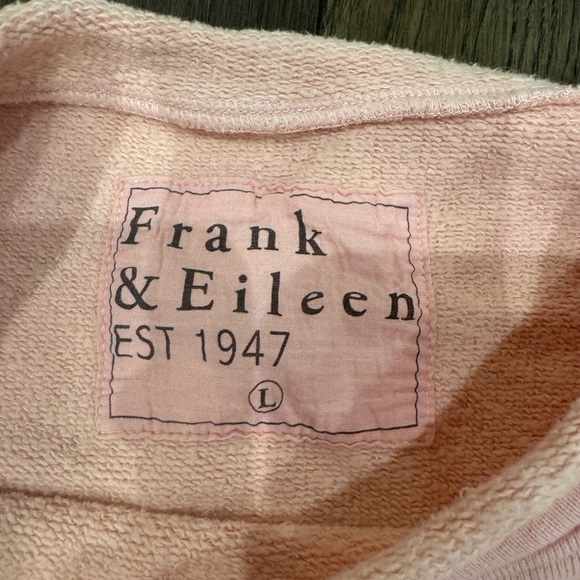 Frank
& Eileen
EST 1947
L